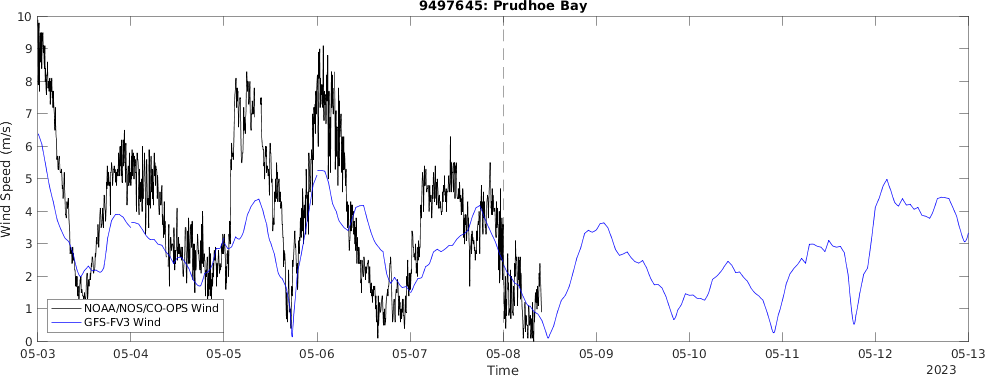 9497645: Prudhoe Bay
Wind Speed (m/s)
10
9
8
7
6
5
4
3
2
1
0
NOAA/NOS/CO-OPS Wind
GFS-FV3 Wind
05-03 05-04 05-05 05-06 05-07 05-08 05-09 05-10 05-11 05-12 05-13
Time
2023